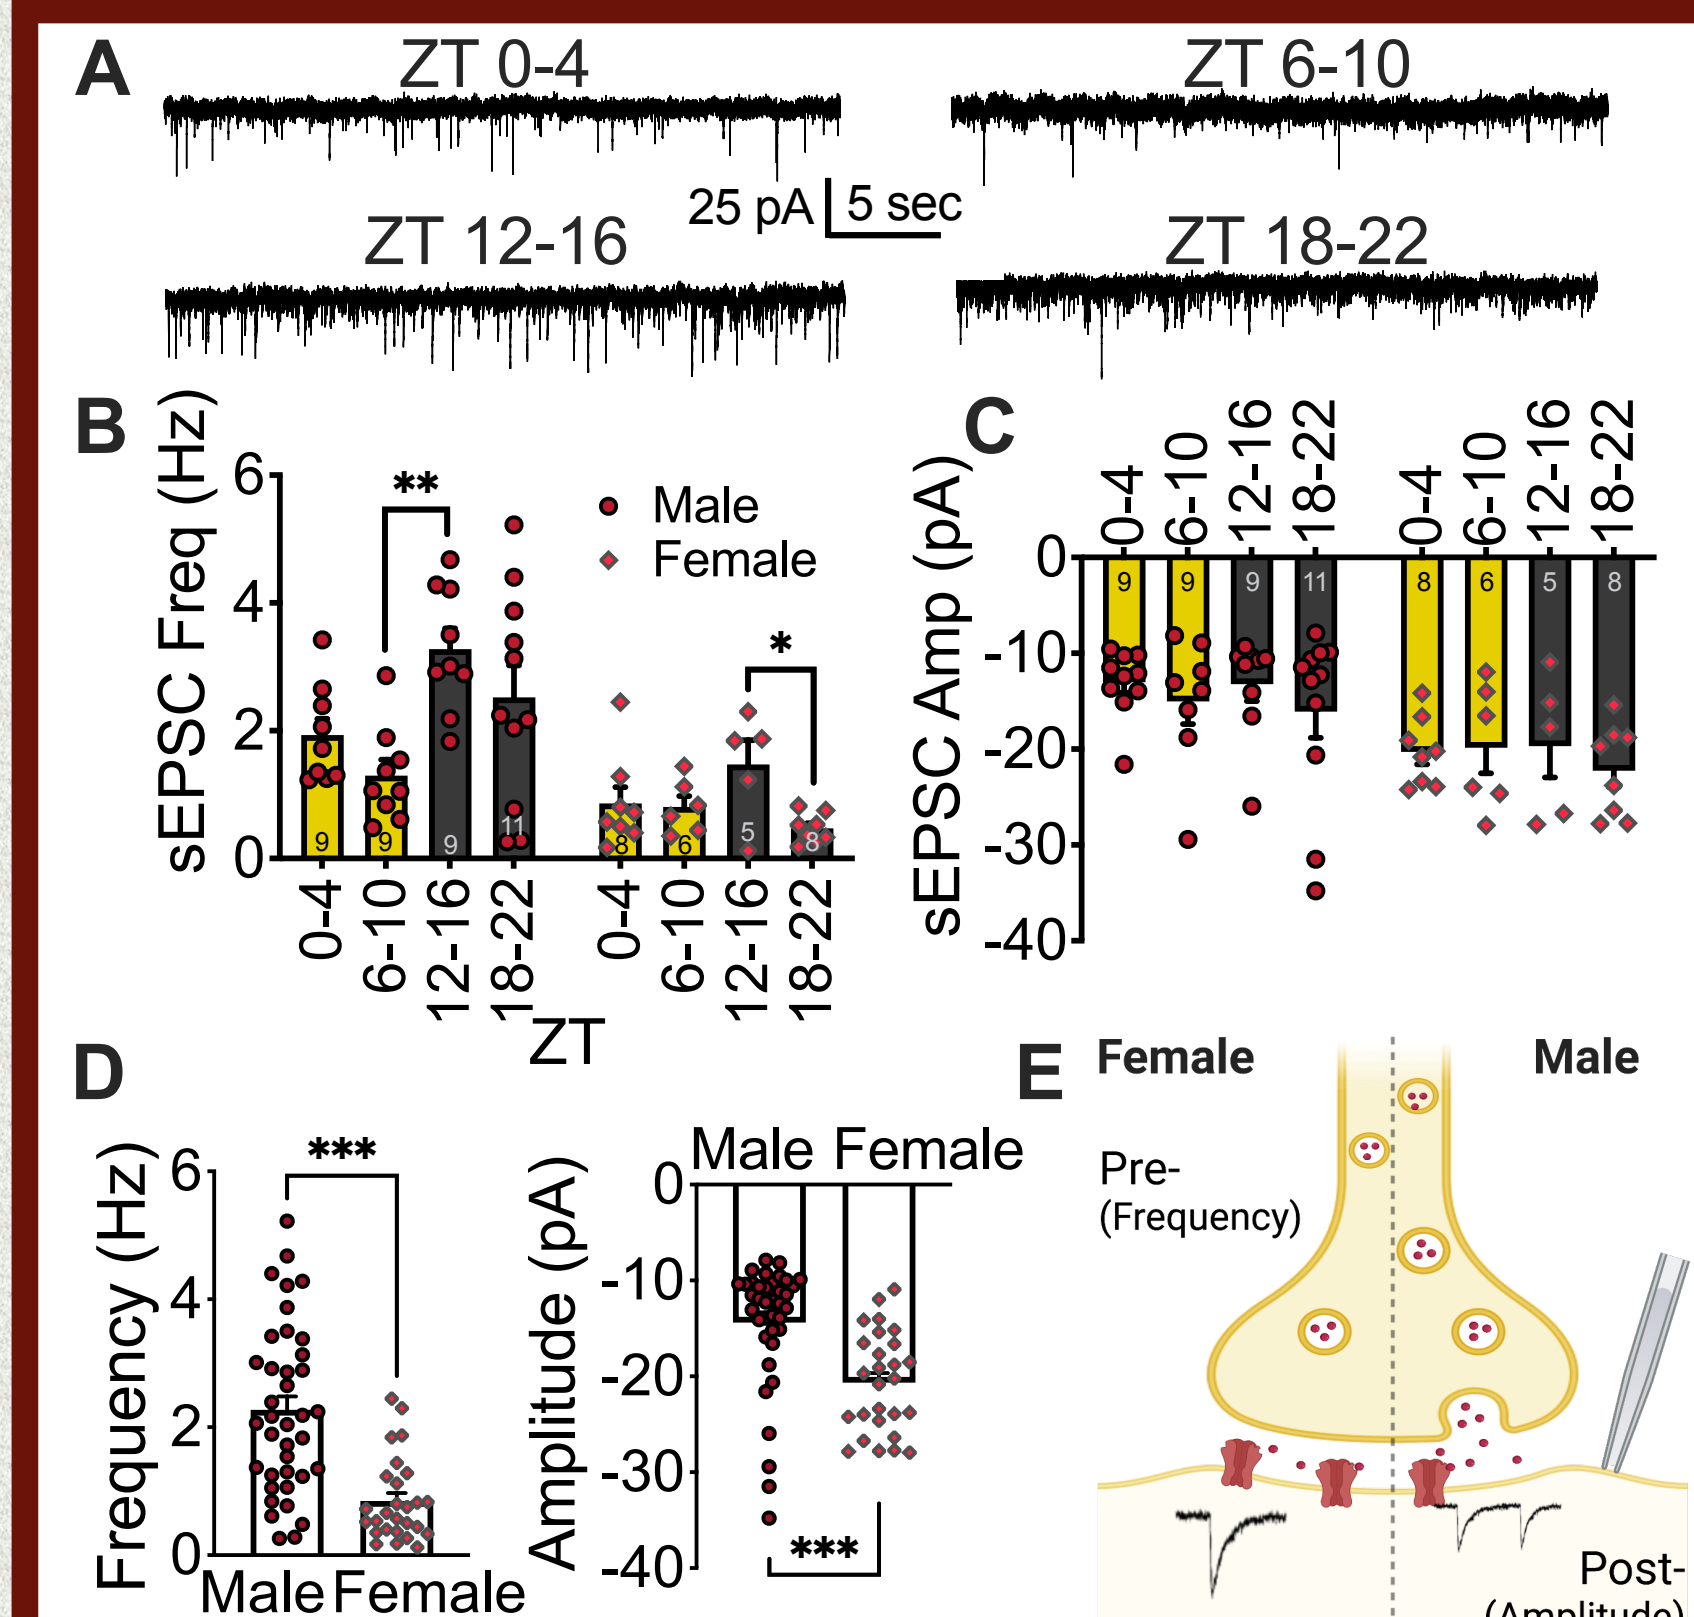 A
ZT 0-4
ZT 6-10
25 pA
5 sec
ZT 12-16
ZT 18-22
B
sEPSC Freq (Hz)
6
4
2
0
**
*
Male
Female
9
9
9
11
8
6
5
8
0-4
6-10
12-16
18-22
0-4
6-10
12-16
18-22
ZT
C
sEPSC Amp (pA)
0-4
6-10
12-16
18-22
0-4
6-10
12-16
18-22
0
-10
-20
-30
-40
9
9
9
11
8
6
5
8
D
Frequency (Hz)
6
4
2
0
***
Male
Female
Amplitude (pA)
Male
Female
0
-10
-20
-30
-40
***
E
Female
Male
Pre-
(Frequency)
Post-
(Amplitude)